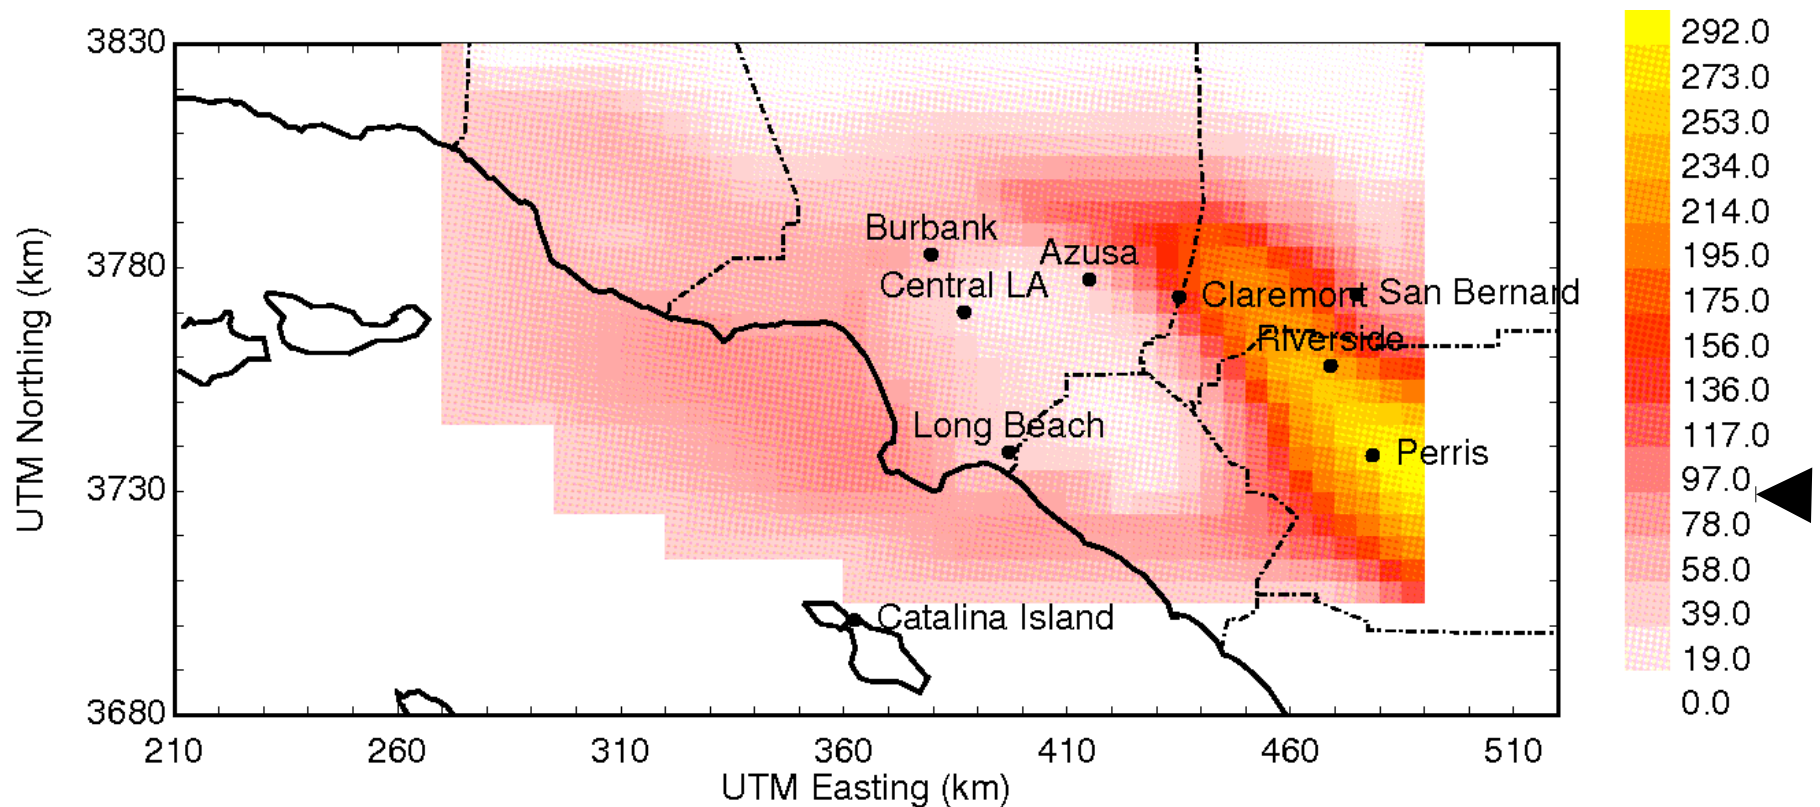 3830
3780
3730
3680
UTM Northing (km)
210
260
310
360
410
460
510
UTM Easting (km)
Burbank
Azusa
Central LA
Claremont
San Bernard
Riverside
Long Beach
Perris
Catalina Island
292.0
273.0
253.0
234.0
214.0
195.0
175.0
156.0
136.0
117.0
97.0
78.0
58.0
39.0
19.0
0.0